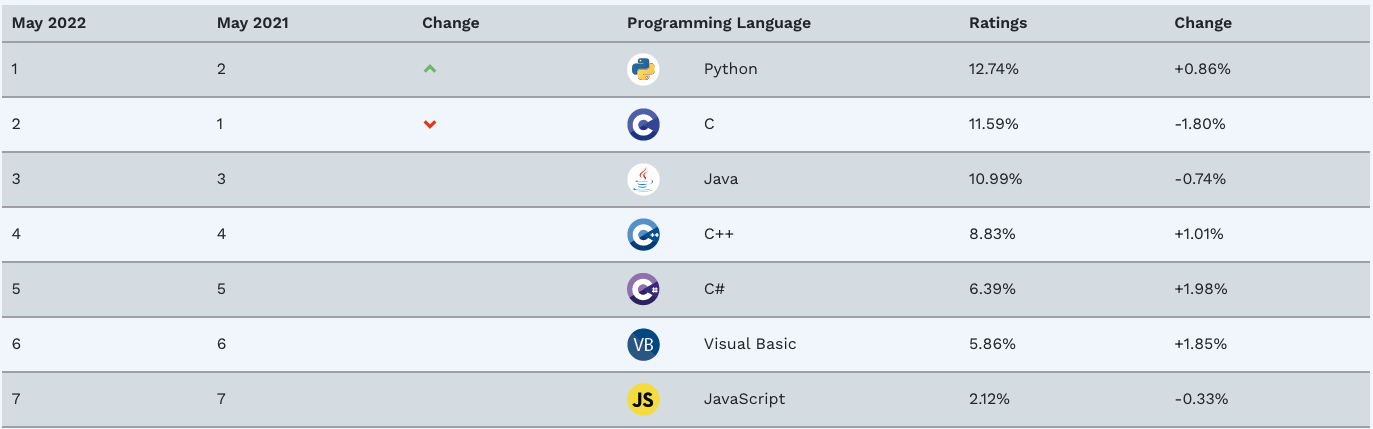 May 2022 May 2021 Change Programming Language Ratings Change
1 2 Python 12.74% +0.86%
2 1 C C 11.59% -1.80%
3 3 Java 10.99% -0.74%
4 4 C++ C++ 8.83% +1.01%
5 5 C# C# 6.39% +1.98%
6 6 VB Visual Basic 5.86% +1.85%
7 7 JS JavaScript 2.12% -0.33%